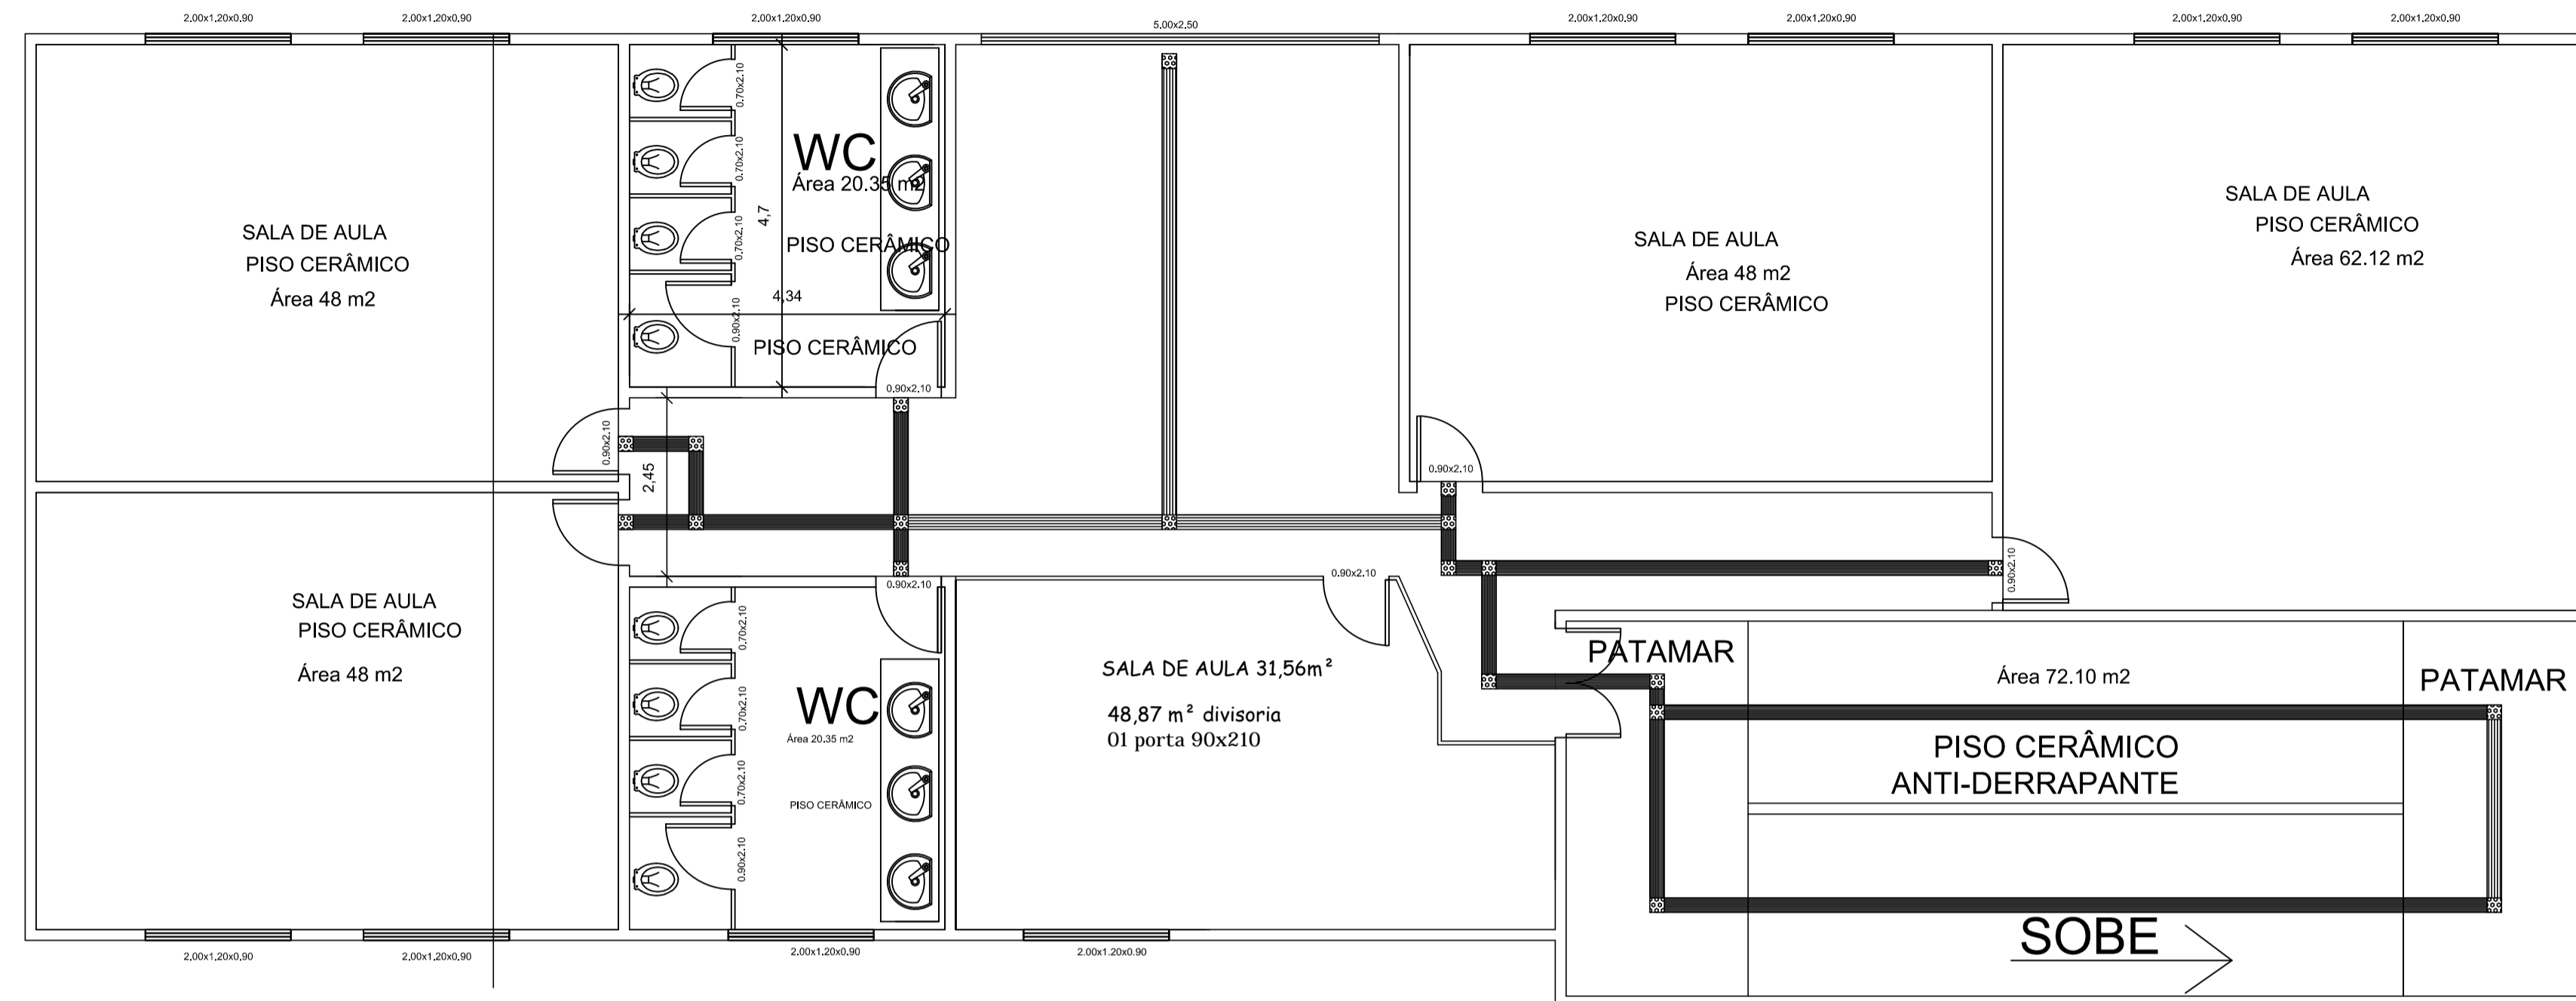 2.00x1.20x0.90
2.00x1.20x0.90
2.00x1.20x0.90
5.00x2.50
2.00x1.20x0.90
2.00x1.20x0.90
2.00x1.20x0.90
2.00x1.20x0.90
SALA DE AULA
PISO CERÂMICO
Área 48 m2
0.70x2.10
0.70x2.10
0.70x2.10
0.90x2.10
WC
Área 20.35 m2
4,7
PISO CERÂMICO
4,34
PISO CERÂMICO
0.90x2.10
SALA DE AULA
Área 48 m2
PISO CERÂMICO
SALA DE AULA
PISO CERÂMICO
Área 62.12 m2
0.90x2.10
2,45
0.90x2.10
0.90x2.10
0.90x2.10
0.90x2.10
SALA DE AULA
PISO CERÂMICO
Área 48 m2
0.70x2.10
0.70x2.10
0.70x2.10
0.90x2.10
WC
Área 20.35 m2
PISO CERÂMICO
SALA DE AULA 31,56m²
48,87 m² divisoria
01 porta 90x210
PATAMAR
Área 72.10 m2
PATAMAR
PISO CERÂMICO
ANTI-DERRAPANTE
SOBE
2.00x1.20x0.90
2.00x1.20x0.90
2.00x1.20x0.90
2.00x1.20x0.90